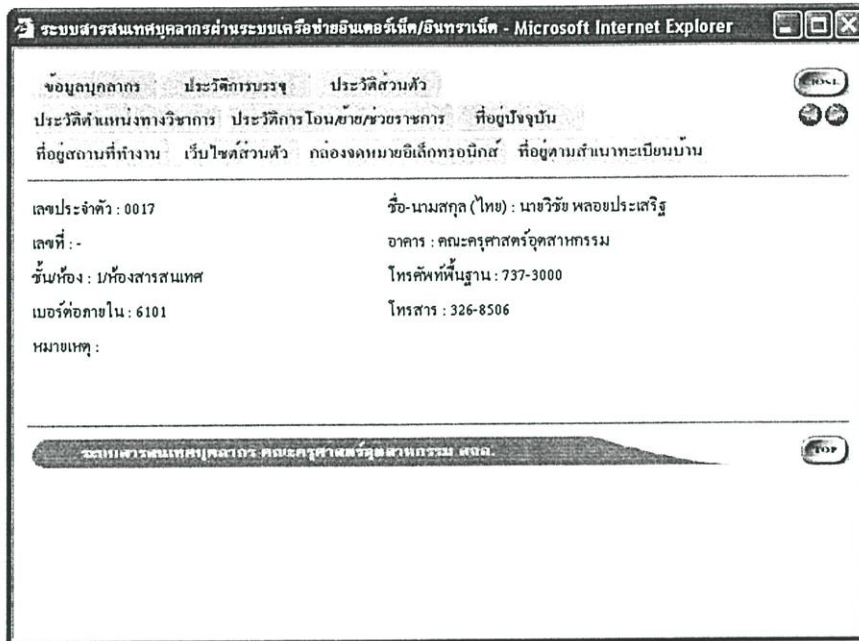 ระบบสารสนเทศบุคลากรผ่านระบบเครือข่ายอินเตอร์เน็ต/อินทราเน็ต - Microsoft Internet Explorer
ข้อมูลบุคลากร ประวัติการบรรจุ ประวัติส่วนตัว CLOSE
ประวัติตำแหน่งทางวิชาการ ประวัติการโอน/ย้าย/ช่วยราชการ ที่อยู่ปัจจุบัน
ที่อยู่สถานที่ทำงาน เว็บไซต์ส่วนตัว กล่องจดหมายอิเล็กทรอนิกส์ ที่อยู่ตามสำเนาทะเบียนบ้าน
เลขประจำตัว : 0017 ชื่อ-นามสกุล (ไทย) : นายวิชัย พลอยประเสริฐ
เลขที่ : - อาคาร : คณะครุศาสตร์อุตสาหกรรม
ชั้น/ห้อง : 1/ห้องสารสนเทศ โทรศัพท์พื้นฐาน : 737-3000
เบอร์ต่อภายใน : 6101 โทรสาร : 326-8506
หมายเหตุ :
ระบบสารสนเทศบุคลากร คณะครุศาสตร์อุตสาหกรรม สจล. TOP